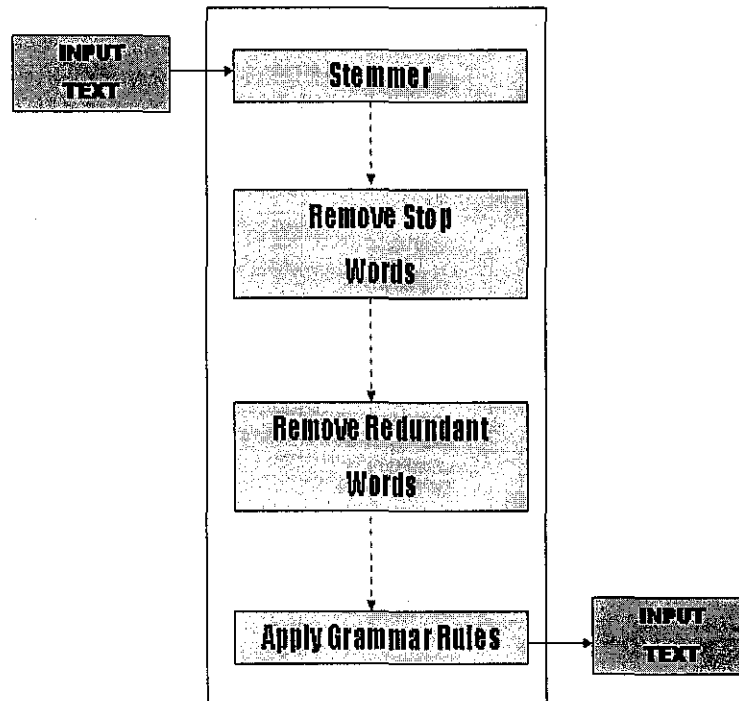 INPUT
TEXT
Stemmer
Remove Stop
Words
Remove Redundant
Words
Apply Grammar Rules
INPUT
TEXT